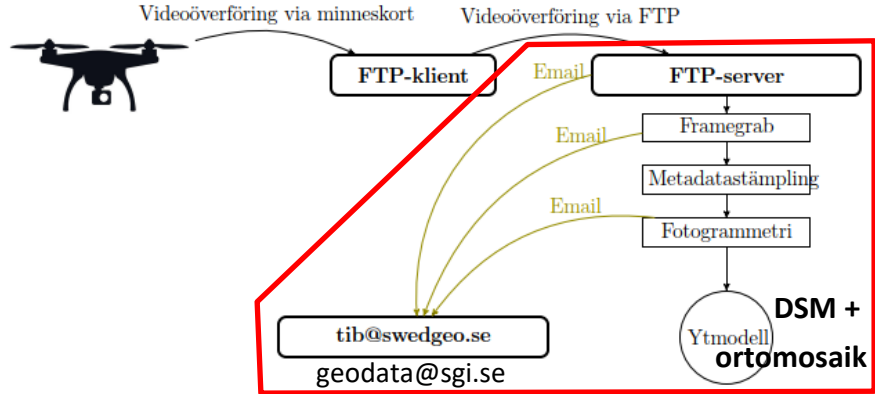 Videoöverföring via minneskort
Videoöverföring via FTP
FTP-klient
Email
FTP-server
Email
Framegrab
Metadatastämpling
Email
Fotogrammetri
tib@swedgeo.se
geodata@sgi.se
DSM +
Ytmodell
ortomosaik